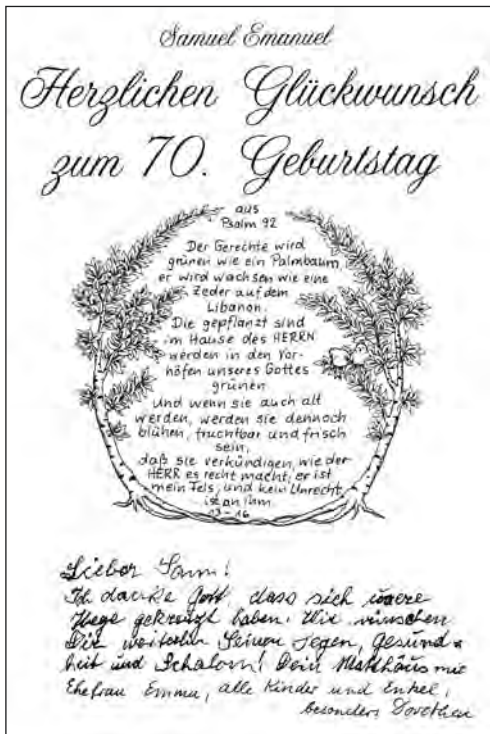 Samuel Emanuel
Herzlichen Glückwunsch
zum 70. Geburtstag
aus
Psalm 92
Der Gerechte wird
grünen wie ein Palmbaum,
er wird wachsen wie eine
Zeder auf dem
Libanon.
Die gepflanzt sind
im Hause des HERRN
werden in den Vor-
höfen unseres Gottes
grünen
und wenn sie auch alt
werden, werden sie dennoch
blühen, fruchtbar und frisch
sein,
daß sie verkündigen, wie der
HERR es recht macht; er ist
mein Fels, und kein Unrecht
ist an ihm.
13-16
Lieber Sam!
Ich danke Gott, dass sich unsere
Wege gekreuzt haben. Wir wünschen
Dir weiterhin Seinen Segen, Gesund-
heit und Schalom! Dein Matthäus mit
Ehefrau Emma, alle Kinder und Enkel,
besonders Dorothea